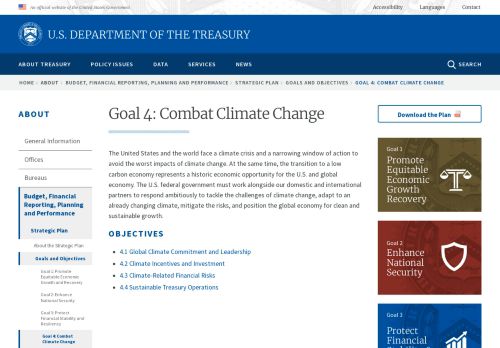 An official website of the United States Government
Accessibility Languages Contact
U.S. DEPARTMENT OF THE TREASURY
ABOUT TREASURY POLICY ISSUES DATA SERVICES NEWS SEARCH
HOME › ABOUT › BUDGET, FINANCIAL REPORTING, PLANNING AND PERFORMANCE › STRATEGIC PLAN › GOALS AND OBJECTIVES › GOAL 4: COMBAT CLIMATE CHANGE
ABOUT
General Information
Offices
Bureaus
Budget, Financial
Reporting, Planning
and Performance
Strategic Plan
About the Strategic Plan
Goals and Objectives
Goal 1: Promote
Equitable Economic
Growth and Recovery
Goal 2: Enhance
National Security
Goal 3: Protect
Financial Stability and
Resiliency
Goal 4: Combat
Climate Change
Goal 4: Combat Climate Change
The United States and the world face a climate crisis and a narrowing window of action to
avoid the worst impacts of climate change. At the same time, the transition to a low
carbon economy represents a historic economic opportunity for the U.S. and global
economy. The U.S. federal government must work alongside our domestic and international
partners to respond ambitiously to tackle the challenges of climate change, adapt to an
already changing climate, mitigate the risks, and position the global economy for clean and
sustainable growth.
OBJECTIVES
4.1 Global Climate Commitment and Leadership
4.2 Climate Incentives and Investment
4.3 Climate-Related Financial Risks
4.4 Sustainable Treasury Operations
Download the Plan
Goal 1
Promote
Equitable
Economic
Growth
Recovery
Goal 2
Enhance
National
Security
Goal 3
Protect